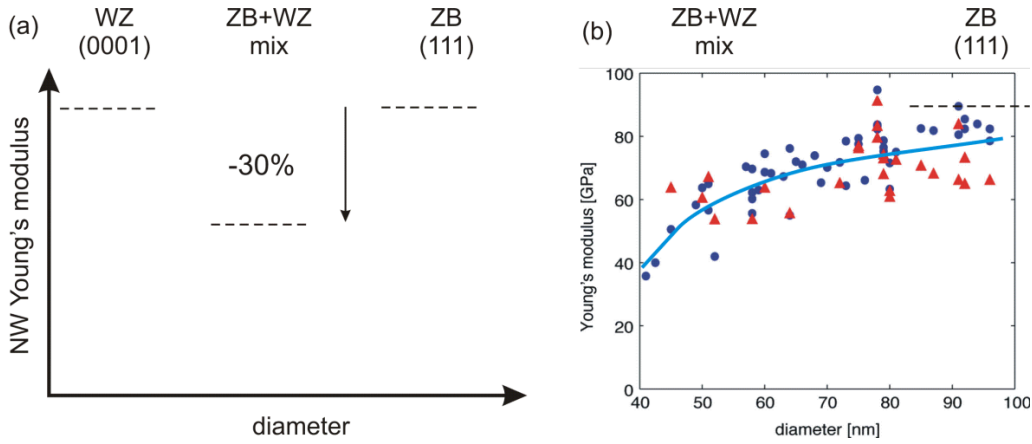 (a)
WZ
(0001)
ZB+WZ
mix
ZB
(111)
-30%
NW Young's modulus
diameter
(b)
ZB+WZ
mix
ZB
(111)
Young's modulus [GPa]
100
80
60
40
20
0
40
50
60
70
80
90
100
diameter [nm]